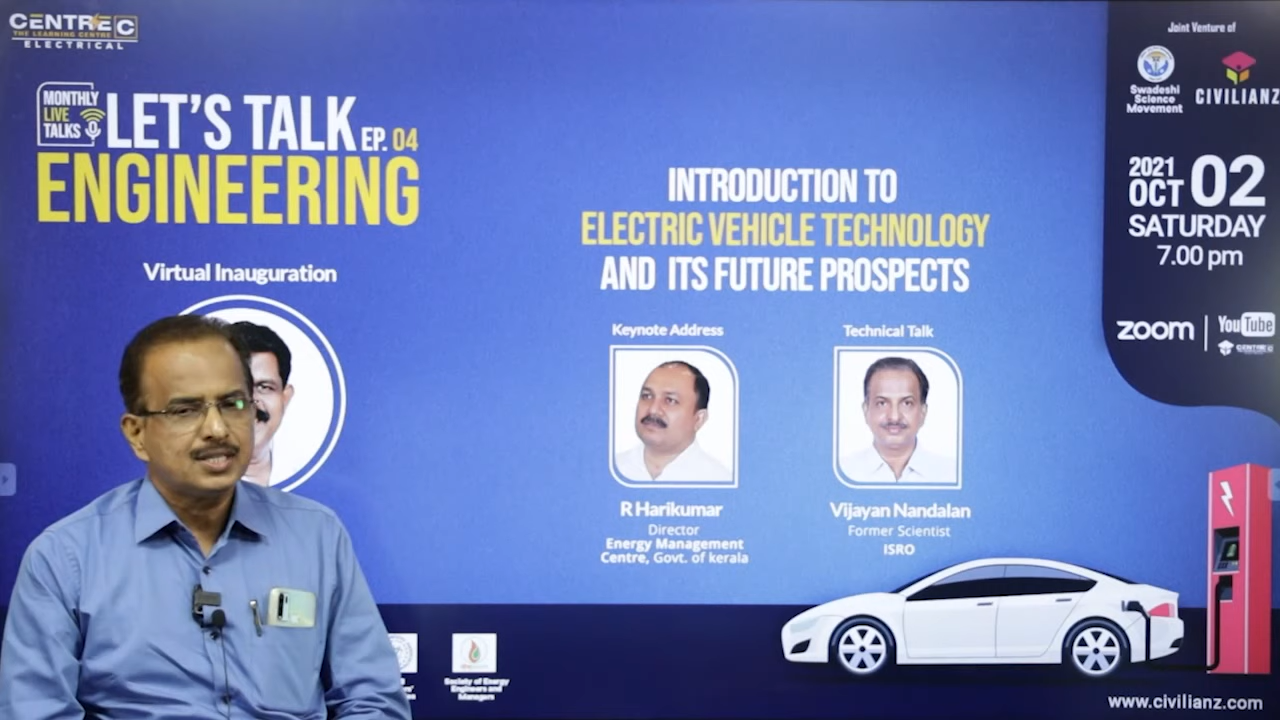 CENTRE C
THE LEARNING CENTRE
ELECTRICAL
MONTHLY
LIVE
TALKS
LET'S TALK EP. 04
ENGINEERING
Virtual Inauguration
INTRODUCTION TO
ELECTRIC VEHICLE TECHNOLOGY
AND ITS FUTURE PROSPECTS
Keynote Address
R Harikumar
Director
Energy Management
Centre, Govt. of kerala
Technical Talk
Vijayan Nandalan
Former Scientist
ISRO
Joint Venture of
Swadeshi
Science
Movement
CIVILIANZ
2021
OCT 02
SATURDAY
7.00 pm
zoom
YouTube
CENTRE C
Society of Energy
Engineers and
Managers
www.civilianz.com